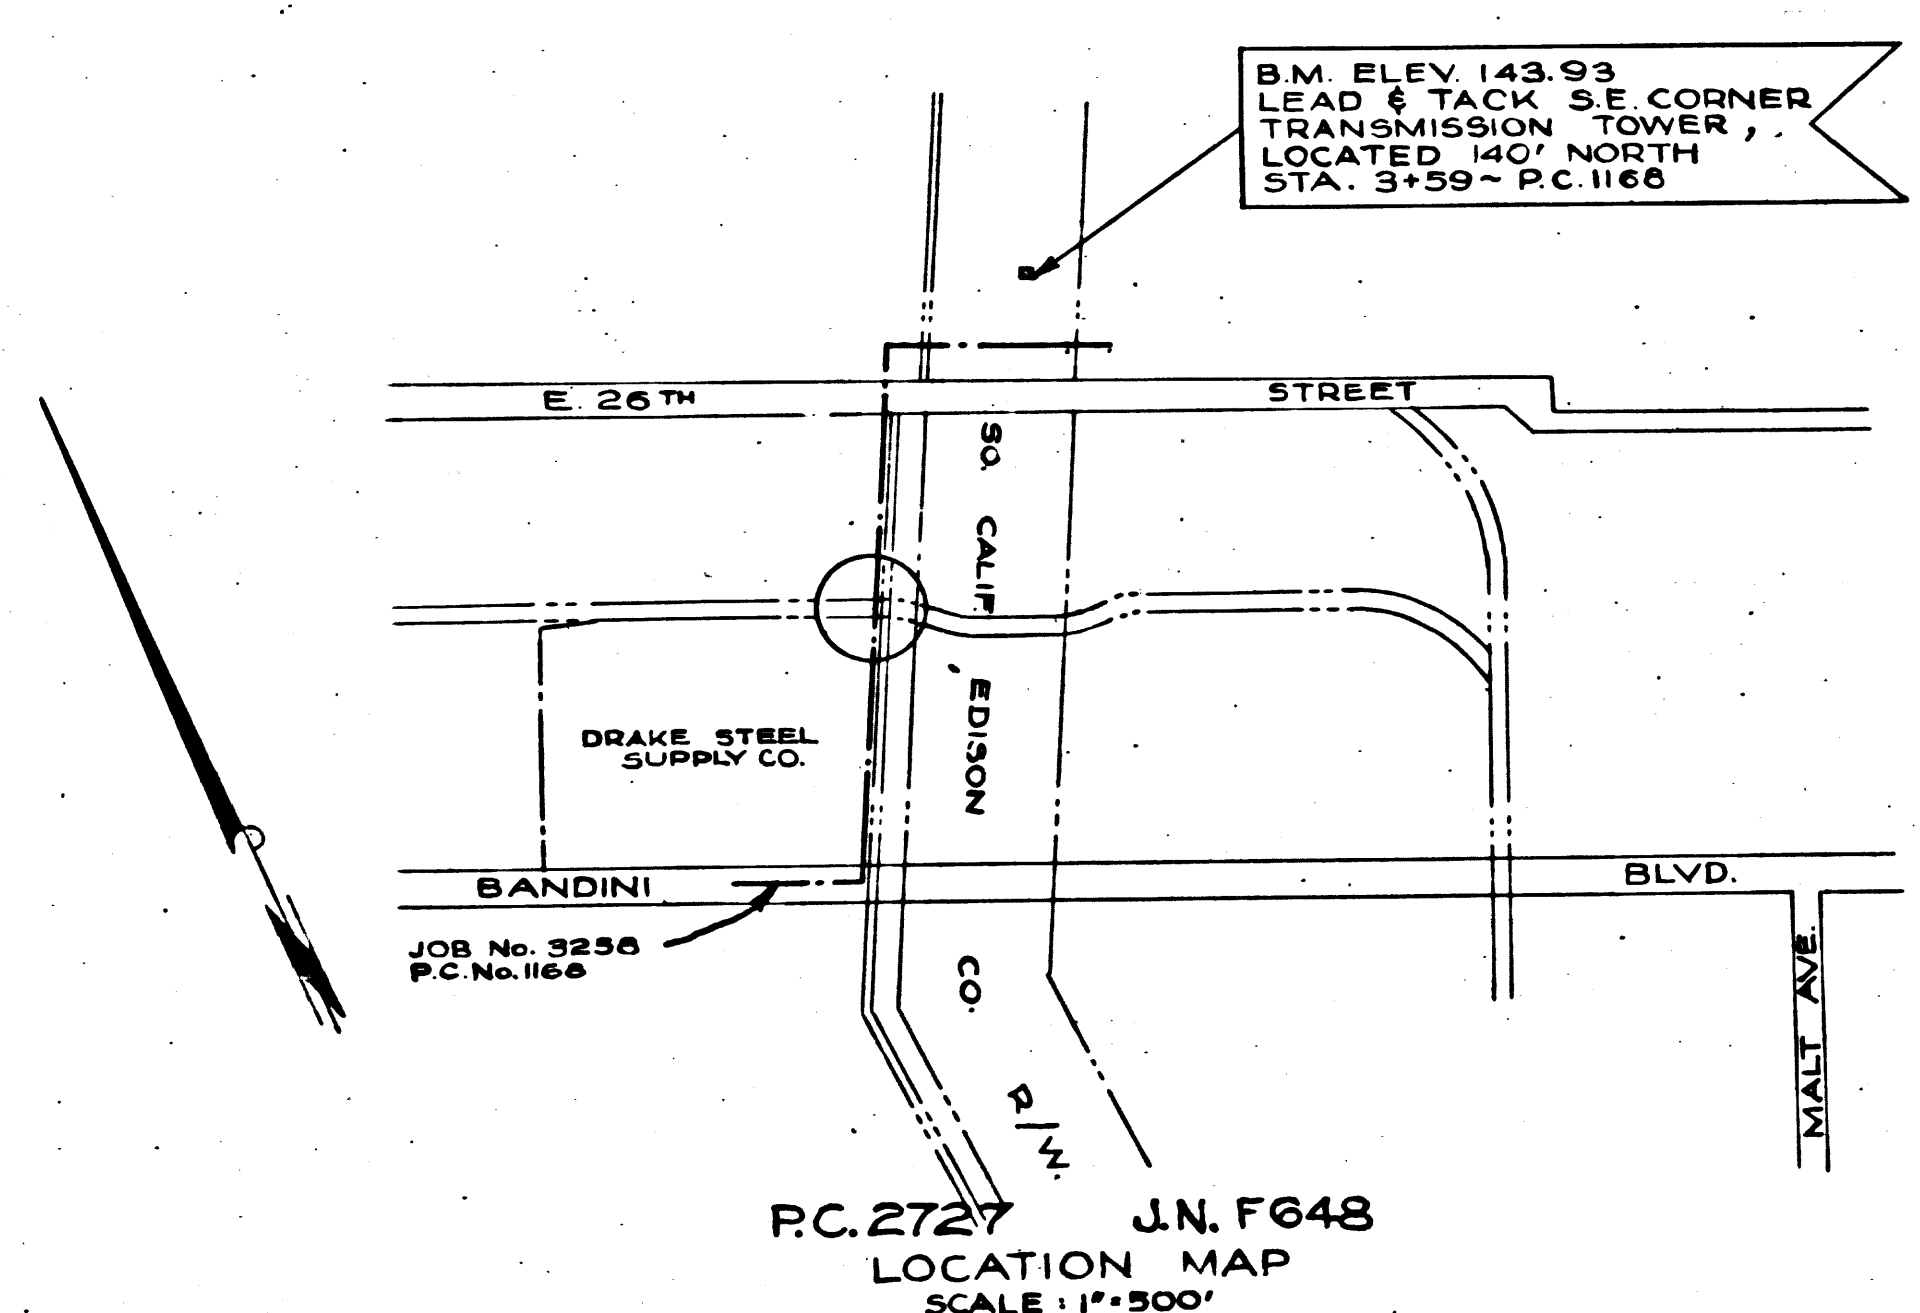 B.M. ELEV. 143.93
LEAD & TACK S.E. CORNER
TRANSMISSION TOWER,
LOCATED 140' NORTH
STA. 3+59~ P.C. 1168
E. 26TH STREET
SO. CALIF. EDISON CO. R/W.
DRAKE STEEL
SUPPLY CO.
BANDINI BLVD.
JOB No. 3258
P.C. No. 1168
MALT AVE.
P.C. 2727 J.N. F648
LOCATION MAP
SCALE : 1"=500'